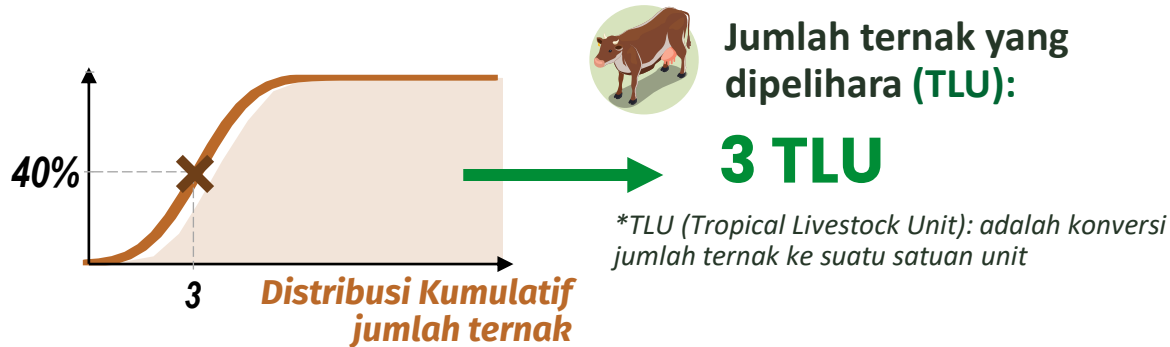 40%
3
Distribusi Kumulatif
jumlah ternak
Jumlah ternak yang
dipelihara (TLU):
3 TLU
*TLU (Tropical Livestock Unit): adalah konversi
jumlah ternak ke suatu satuan unit